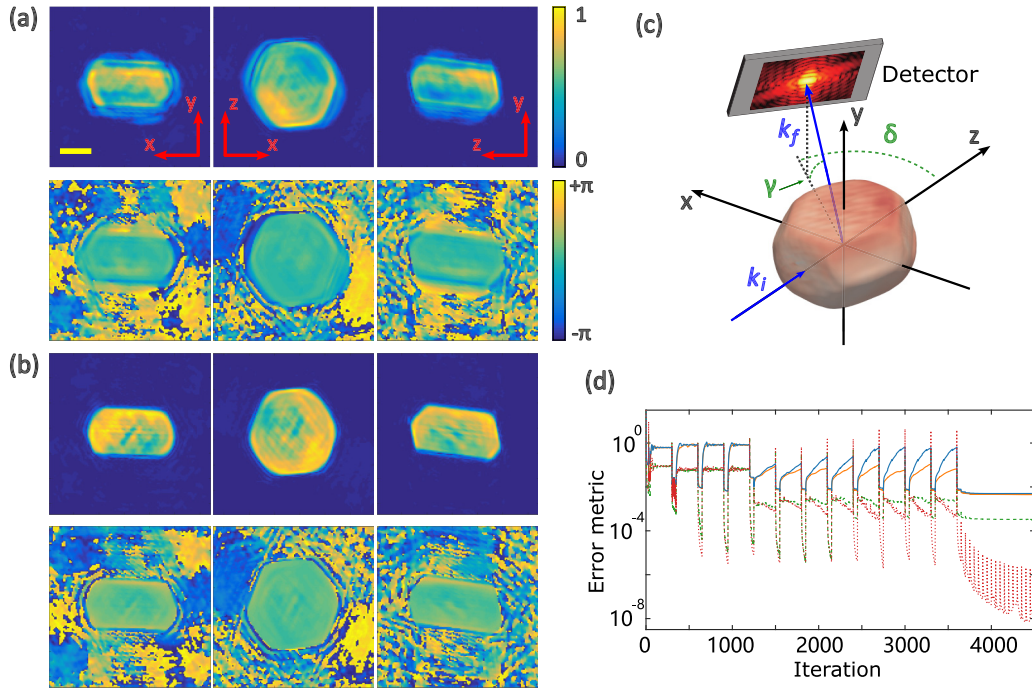 (a)
1
y
x
z
x
y
z
0
+π
-π
(b)
(c)
Detector
k_f
y
δ
z
γ
x
k_i
(d)
Error metric
10^0
10^-4
10^-8
0
1000
2000
3000
4000
Iteration